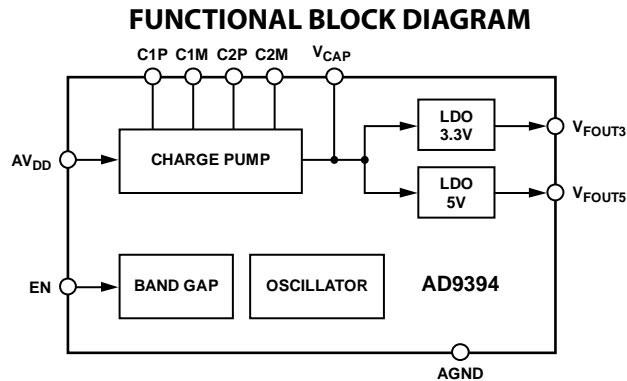 FUNCTIONAL BLOCK DIAGRAM
C1P C1M C2P C2M VCAP
LDO
3.3V
VFOUT3
AVDD
CHARGE PUMP
LDO
5V
VFOUT5
EN
BAND GAP
OSCILLATOR
AD9394
AGND